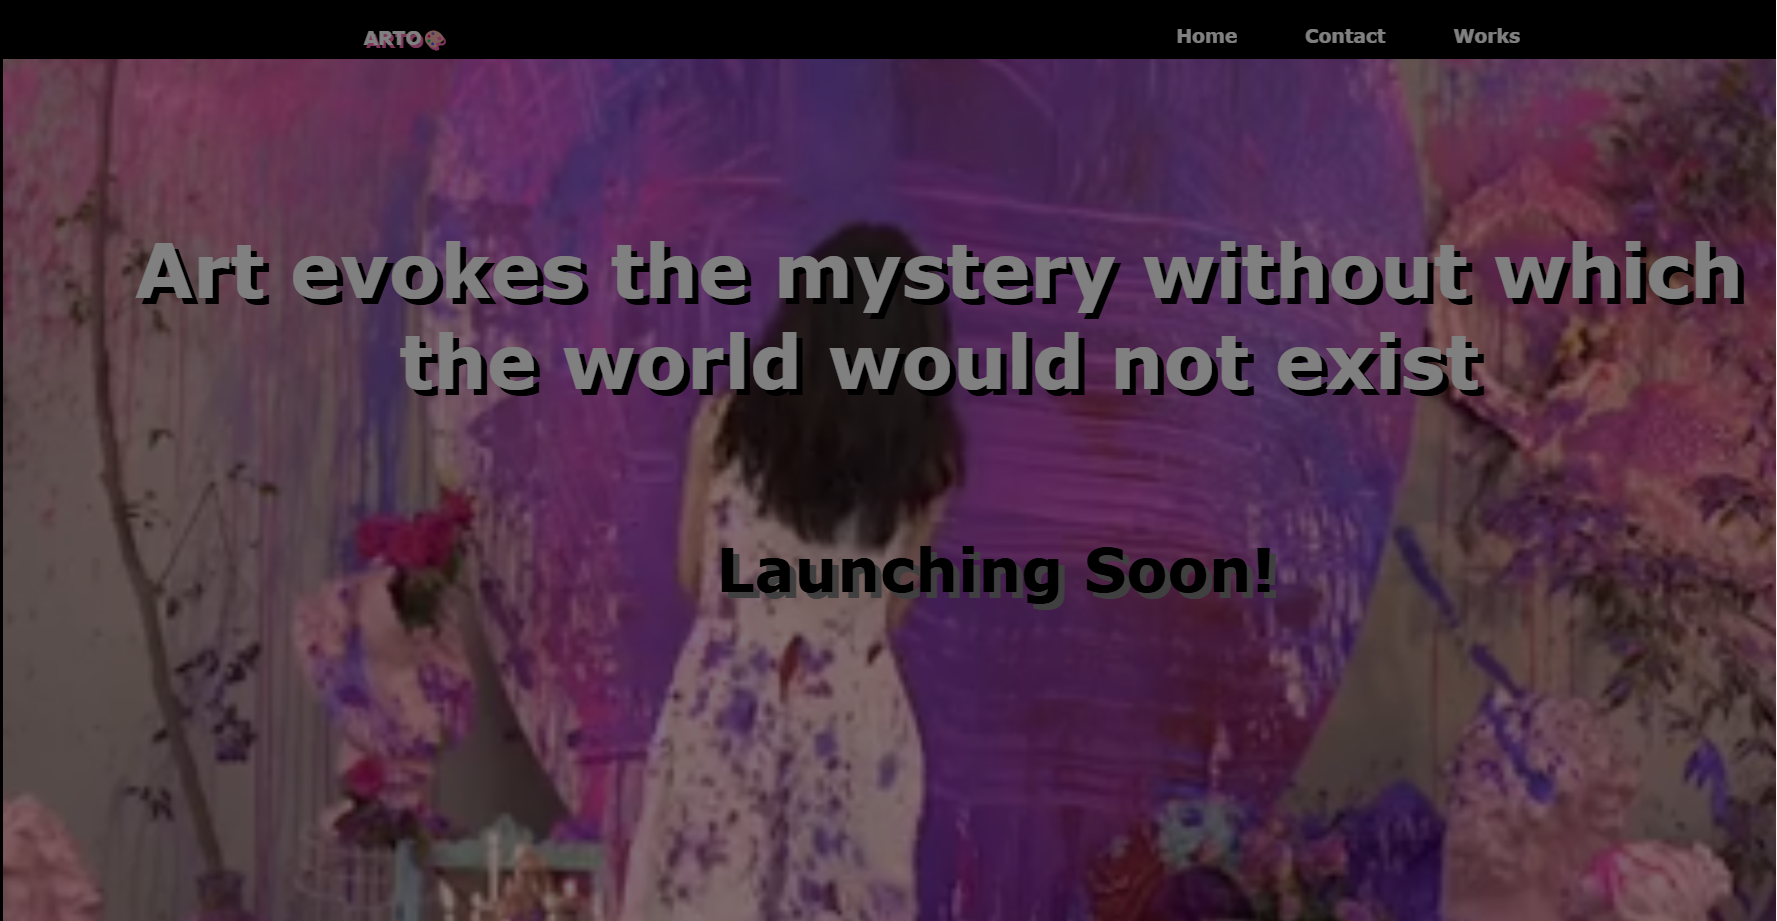 ARTO🎨
Home Contact Works
Art evokes the mystery without which
the world would not exist
Launching Soon!